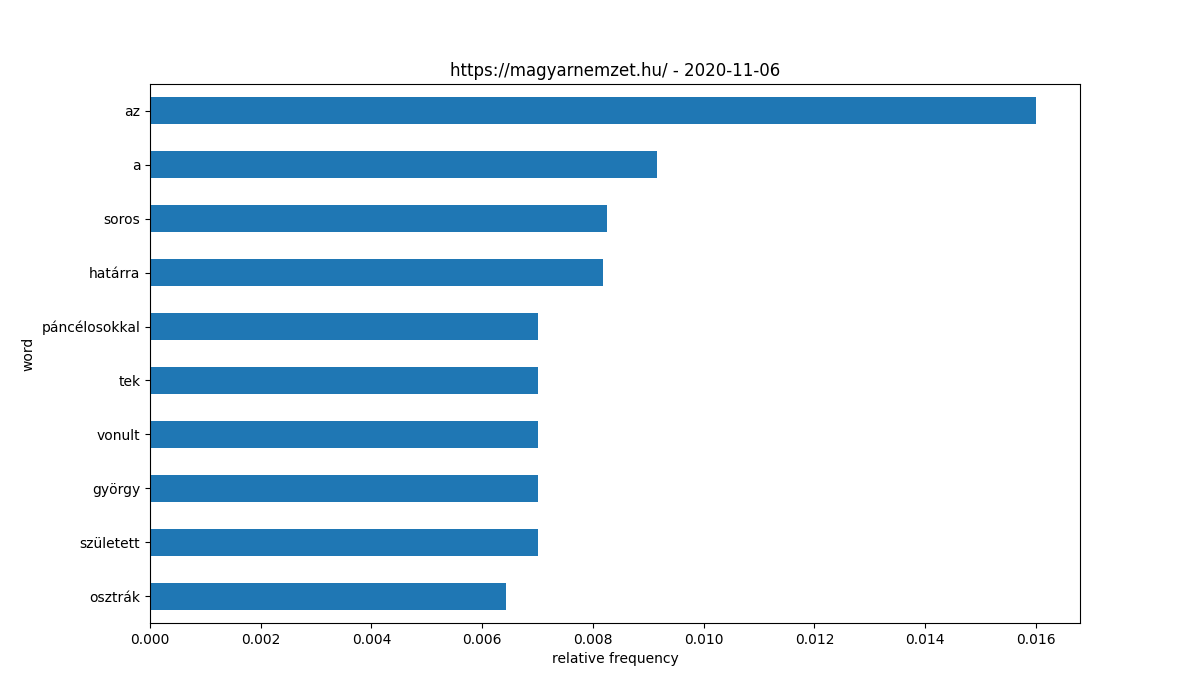 https://magyarnemzet.hu/ - 2020-11-06
az
a
soros
határra
páncélosokkal
tek
vonult
györgy
született
osztrák
word
0.000 0.002 0.004 0.006 0.008 0.010 0.012 0.014 0.016
relative frequency